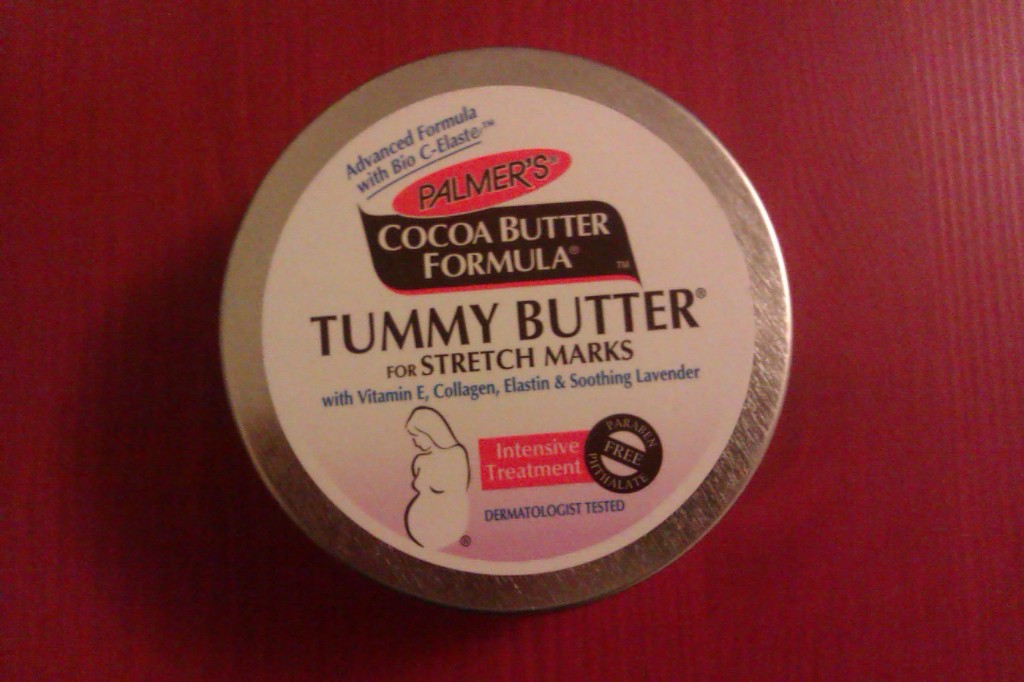 Advanced Formula
with Bio C-Elaste™
PALMER'S®
COCOA BUTTER
FORMULA®
™
TUMMY BUTTER®
FOR STRETCH MARKS
with Vitamin E, Collagen, Elastin & Soothing Lavender
Intensive
Treatment
PARABEN
FREE
PHTHALATE
DERMATOLOGIST TESTED
®